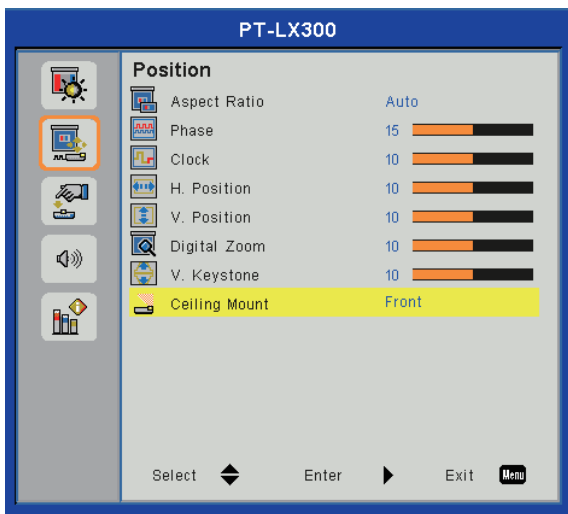 PT-LX300
Position
Aspect Ratio Auto
Phase 15
Clock 10
H. Position 10
V. Position 10
Digital Zoom 10
V. Keystone 10
Ceiling Mount Front
Select Enter Exit Menu